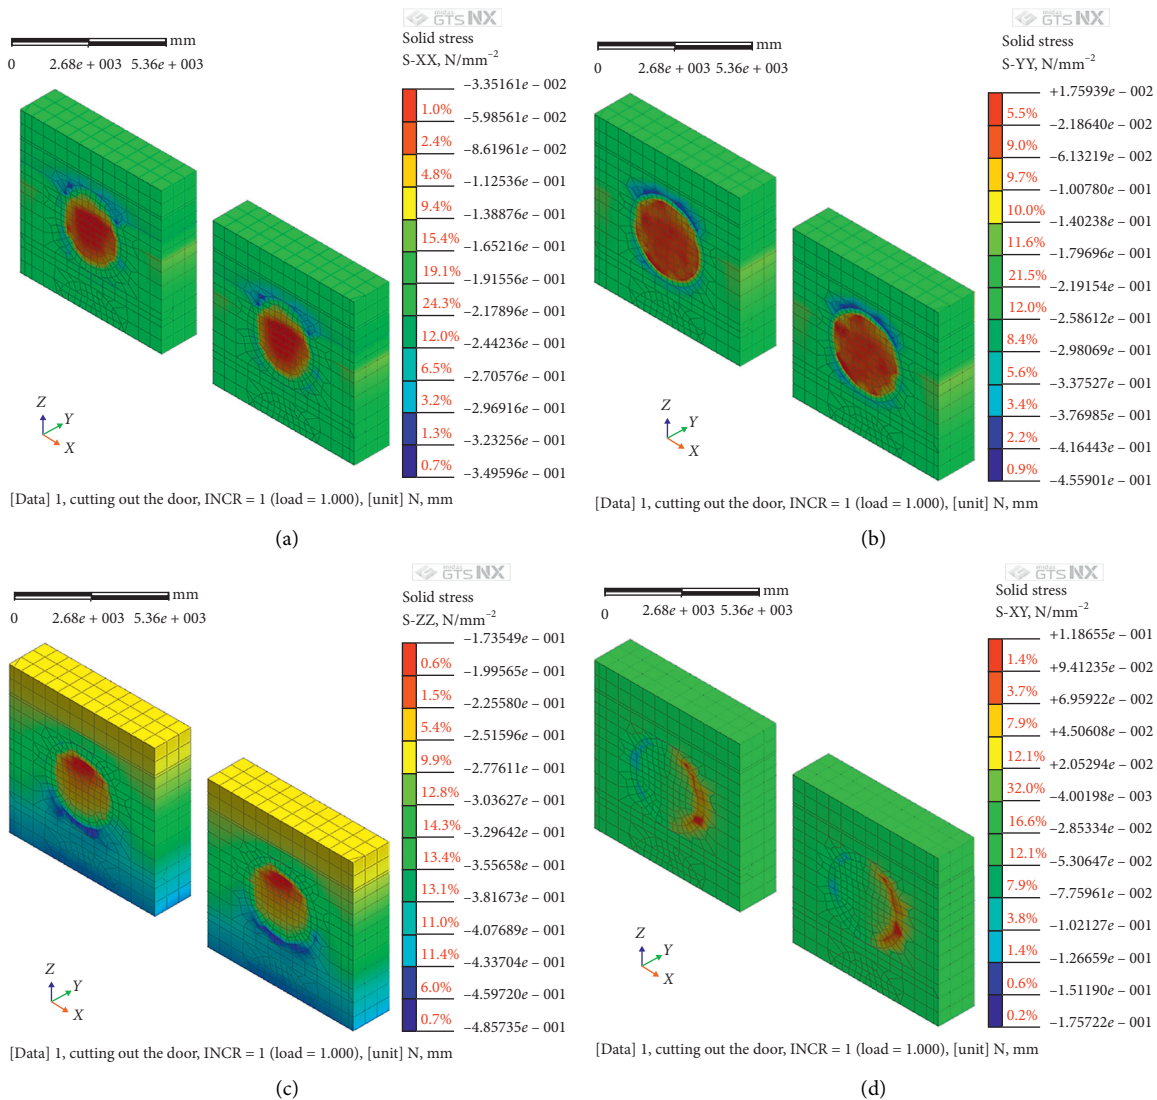 midas
GTS NX
mm
0 2.68e + 003 5.36e + 003
Solid stress
S-XX, N/mm⁻²
−3.35161e − 002
1.0%
−5.98561e − 002
2.4%
−8.61961e − 002
4.8%
−1.12536e − 001
9.4%
−1.38876e − 001
15.4%
−1.65216e − 001
19.1%
−1.91556e − 001
24.3%
−2.17896e − 001
12.0%
−2.44236e − 001
6.5%
−2.70576e − 001
3.2%
−2.96916e − 001
1.3%
−3.23256e − 001
0.7%
−3.49596e − 001
Z
Y
X
[Data] 1, cutting out the door, INCR = 1 (load = 1.000), [unit] N, mm
(a)
midas
GTS NX
mm
0 2.68e + 003 5.36e + 003
Solid stress
S-YY, N/mm⁻²
+1.75939e − 002
5.5%
−2.18640e − 002
9.0%
−6.13219e − 002
9.7%
−1.00780e − 001
10.0%
−1.40238e − 001
11.6%
−1.79696e − 001
21.5%
−2.19154e − 001
12.0%
−2.58612e − 001
8.4%
−2.98069e − 001
5.6%
−3.37527e − 001
3.4%
−3.76985e − 001
2.2%
−4.16443e − 001
0.9%
−4.55901e − 001
Z
Y
X
[Data] 1, cutting out the door, INCR = 1 (load = 1.000), [unit] N, mm
(b)
midas
GTS NX
mm
0 2.68e + 003 5.36e + 003
Solid stress
S-ZZ, N/mm⁻²
−1.73549e − 001
0.6%
−1.99565e − 001
1.5%
−2.25580e − 001
5.4%
−2.51596e − 001
9.9%
−2.77611e − 001
12.8%
−3.03627e − 001
14.3%
−3.29642e − 001
13.4%
−3.55658e − 001
13.1%
−3.81673e − 001
11.0%
−4.07689e − 001
11.4%
−4.33704e − 001
6.0%
−4.59720e − 001
0.7%
−4.85735e − 001
Z
Y
X
[Data] 1, cutting out the door, INCR = 1 (load = 1.000), [unit] N, mm
(c)
midas
GTS NX
mm
0 2.68e + 003 5.36e + 003
Solid stress
S-XY, N/mm⁻²
+1.18655e − 001
1.4%
+9.41235e − 002
3.7%
+6.95922e − 002
7.9%
+4.50608e − 002
12.1%
+2.05294e − 002
32.0%
−4.00198e − 003
16.6%
−2.85334e − 002
12.1%
−5.30647e − 002
7.9%
−7.75961e − 002
3.8%
−1.02127e − 001
1.4%
−1.26659e − 001
0.6%
−1.51190e − 001
0.2%
−1.75722e − 001
Z
Y
X
[Data] 1, cutting out the door, INCR = 1 (load = 1.000), [unit] N, mm
(d)